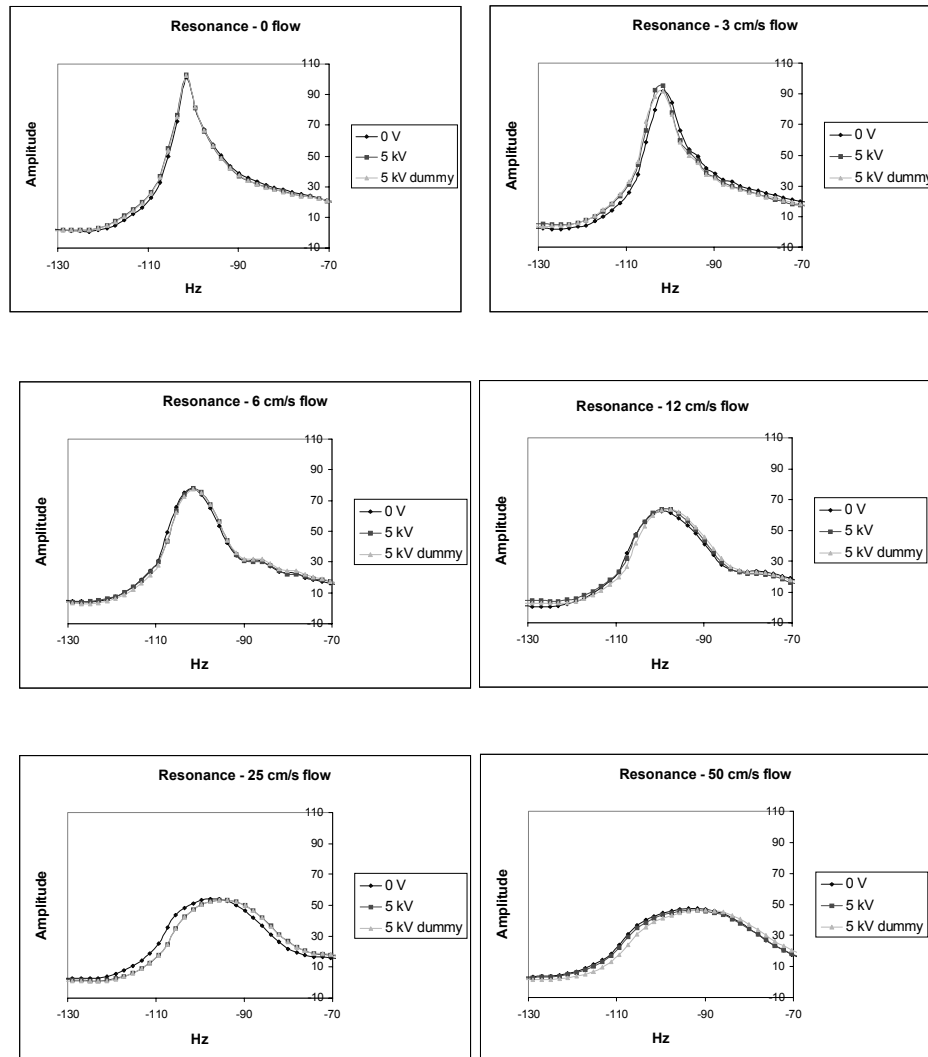 Resonance - 0 flow
110
90
70
50
30
10
-10
-130
-110
-90
-70
Amplitude
Hz
0 V
5 kV
5 kV dummy
Resonance - 3 cm/s flow
110
90
70
50
30
10
-10
-130
-110
-90
-70
Amplitude
Hz
0 V
5 kV
5 kV dummy
Resonance - 6 cm/s flow
110
90
70
50
30
10
-10
-130
-110
-90
-70
Amplitude
Hz
0 V
5 kV
5 kV dummy
Resonance - 12 cm/s flow
110
90
70
50
30
10
-10
-130
-110
-90
-70
Amplitude
Hz
0 V
5 kV
5 kV dummy
Resonance - 25 cm/s flow
110
90
70
50
30
10
-10
-130
-110
-90
-70
Amplitude
Hz
0 V
5 kV
5 kV dummy
Resonance - 50 cm/s flow
110
90
70
50
30
10
-10
-130
-110
-90
-70
Amplitude
Hz
0 V
5 kV
5 kV dummy